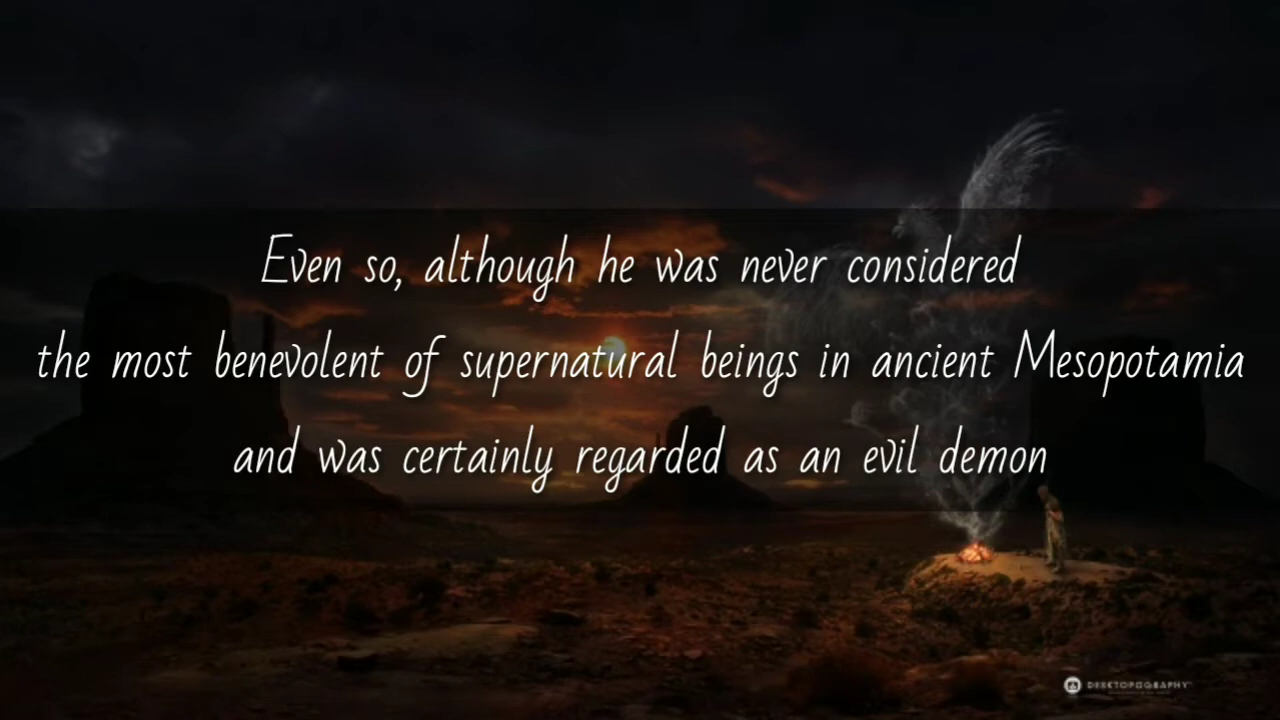 Even so, although he was never considered
the most benevolent of supernatural beings in ancient Mesopotamia
and was certainly regarded as an evil demon
DESKTOPOGRAPHY